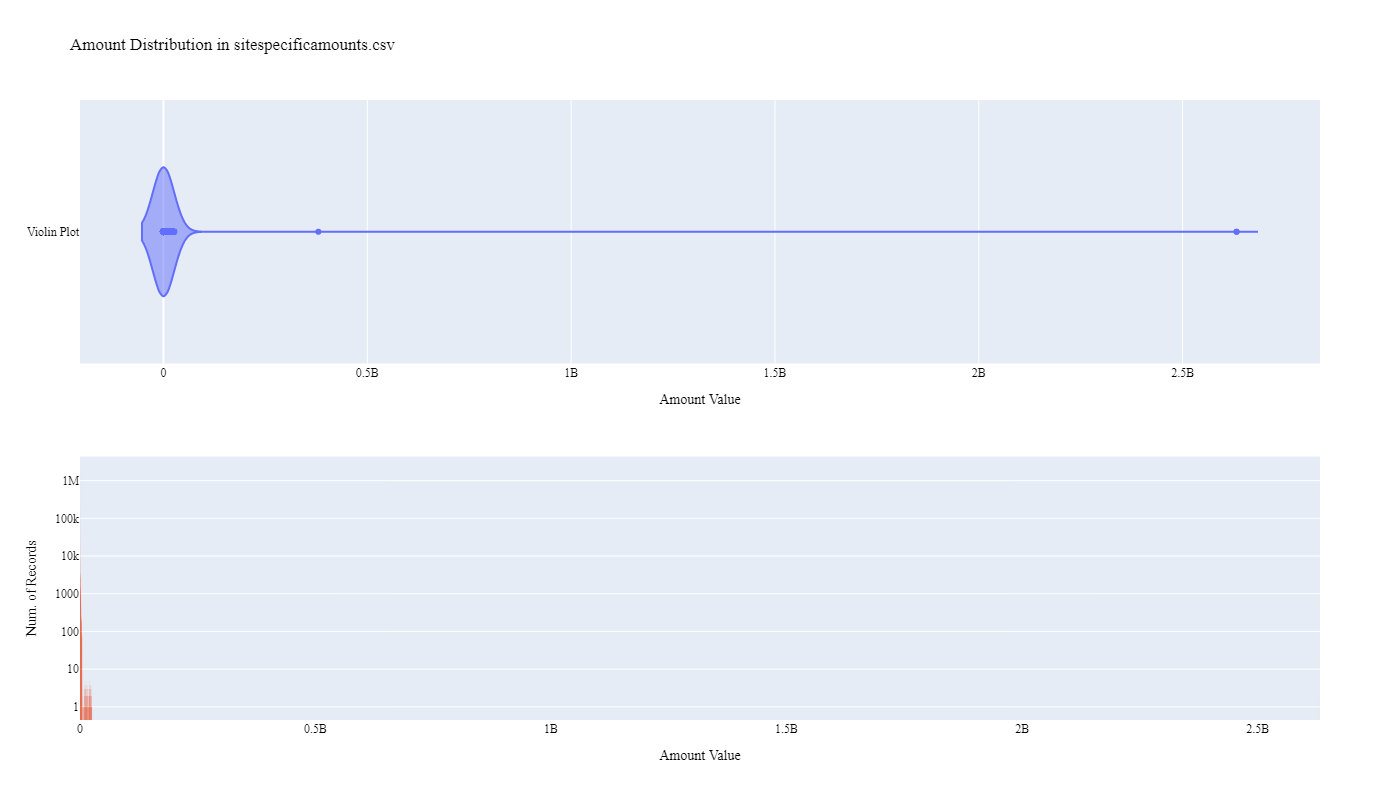 Amount Distribution in sitespecificamounts.csv
Violin Plot
0 0.5B 1B 1.5B 2B 2.5B
Amount Value
1M
100k
10k
1000
100
10
1
Num. of Records
0 0.5B 1B 1.5B 2B 2.5B
Amount Value